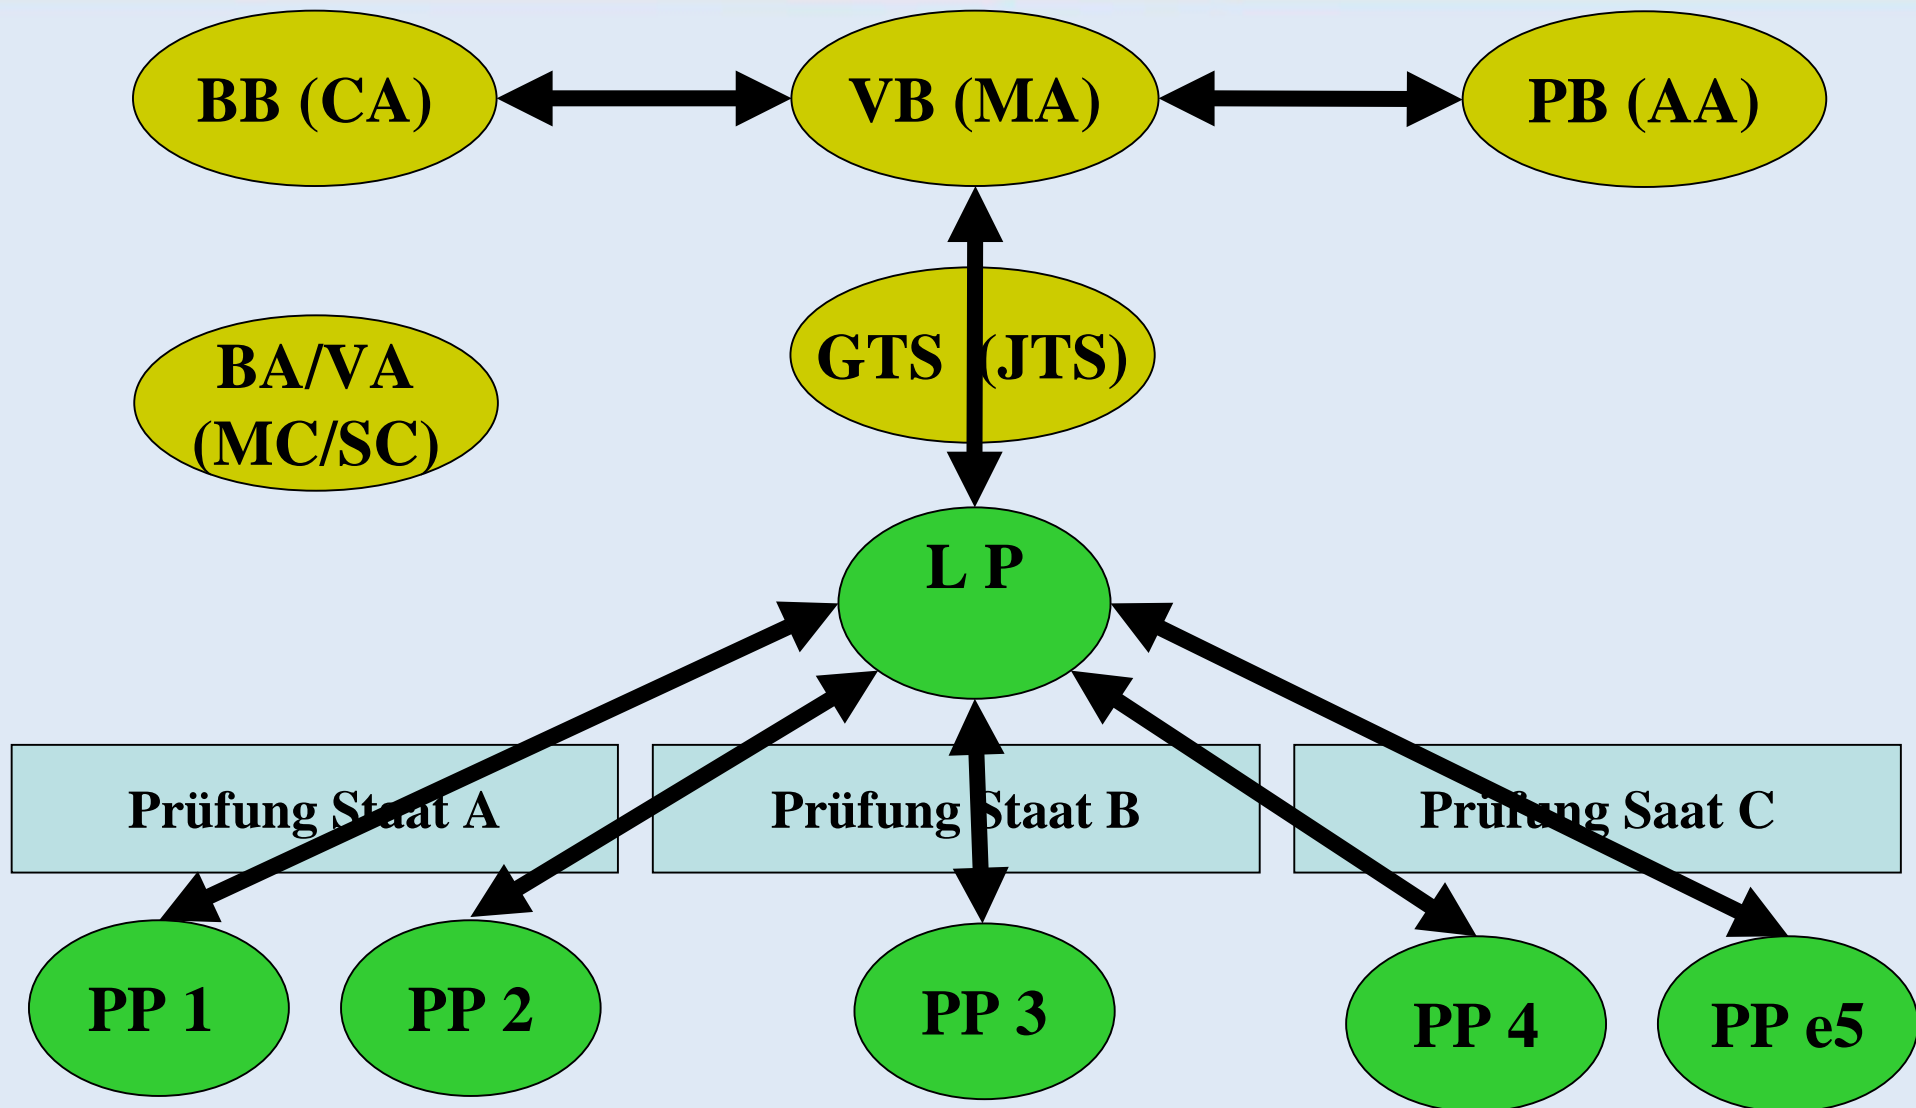 BB (CA)
VB (MA)
PB (AA)
GTS (JTS)
BA/VA
(MC/SC)
L P
Prüfung Staat A
Prüfung Staat B
Prüfung Saat C
PP 1
PP 2
PP 3
PP 4
PP e5